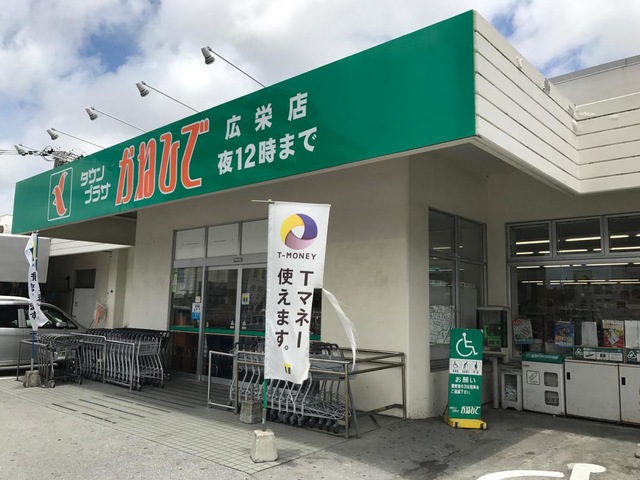 タウン
プラザ
かねひで
広栄店
夜12時まで
T-MONEY
Tマネー
使えます。
お願い